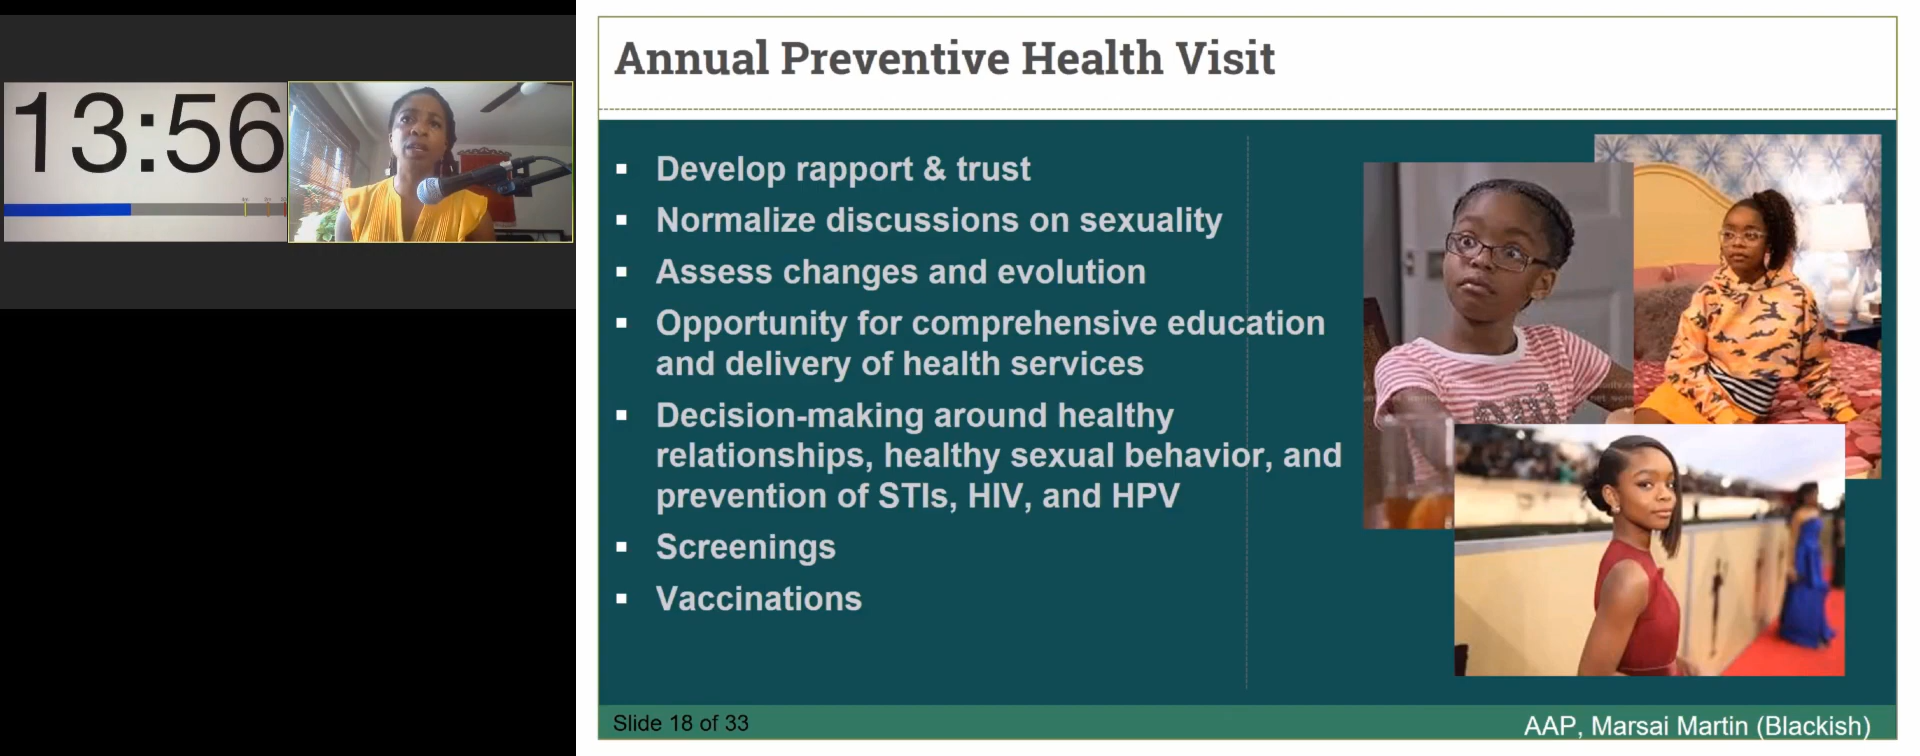 13:56
Annual Preventive Health Visit
Develop rapport & trust
Normalize discussions on sexuality
Assess changes and evolution
Opportunity for comprehensive education
and delivery of health services
Decision-making around healthy
relationships, healthy sexual behavior, and
prevention of STIs, HIV, and HPV
Screenings
Vaccinations
Slide 18 of 33
AAP, Marsai Martin (Blackish)